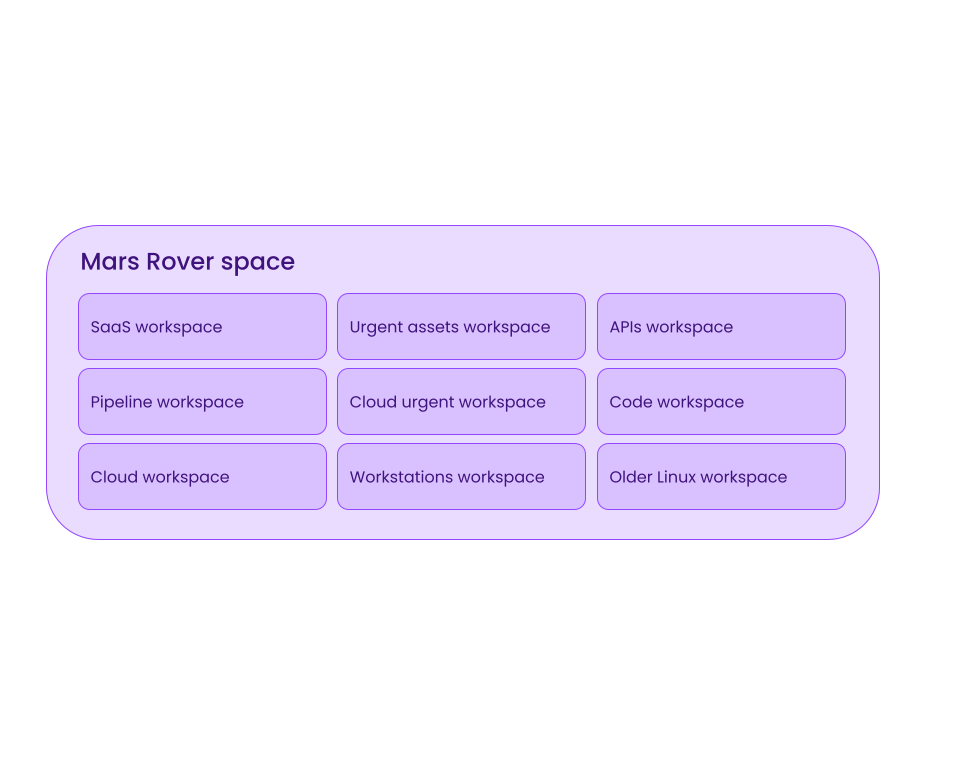 Mars Rover space
SaaS workspace
Urgent assets workspace
APIs workspace
Pipeline workspace
Cloud urgent workspace
Code workspace
Cloud workspace
Workstations workspace
Older Linux workspace